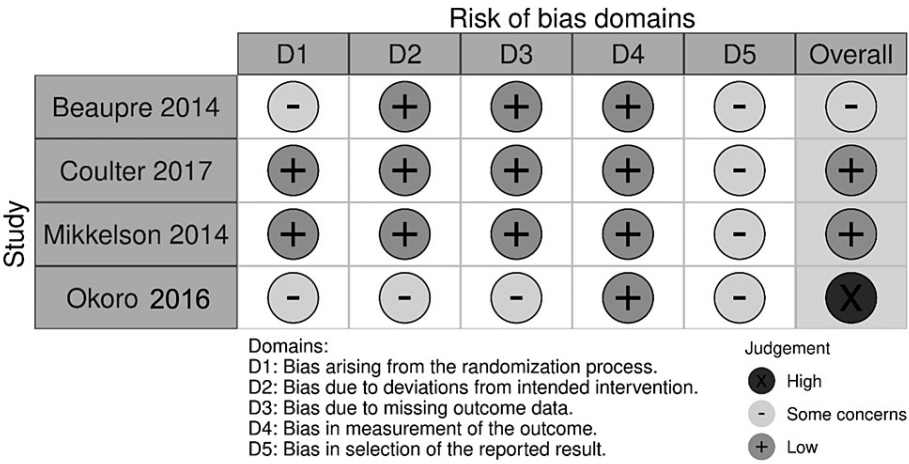 Risk of bias domains
D1 D2 D3 D4 D5 Overall
Study
Beaupre 2014 - + + + - -
Coulter 2017 + + + + - +
Mikkelson 2014 + + + + - +
Okoro 2016 - - - + - X
Domains:
D1: Bias arising from the randomization process.
D2: Bias due to deviations from intended intervention.
D3: Bias due to missing outcome data.
D4: Bias in measurement of the outcome.
D5: Bias in selection of the reported result.
Judgement
X High
- Some concerns
+ Low